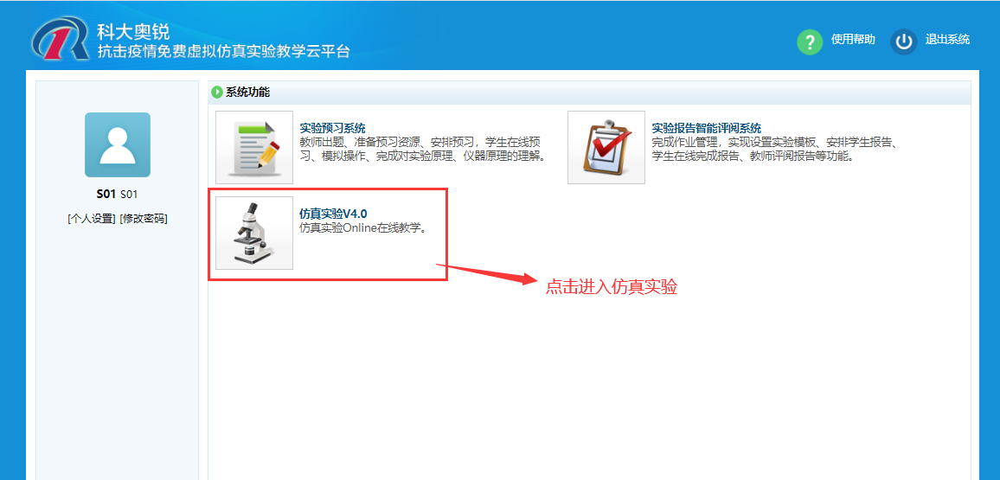 科大奥锐
抗击疫情免费虚拟仿真实验教学云平台
使用帮助
退出系统
S01 S01
[个人设置] [修改密码]
系统功能
实验预习系统
教师出题、准备预习资源、安排预习，学生在线预
习、模拟操作、完成对实验原理、仪器原理的理解。
实验报告智能评阅系统
完成作业管理，实现设置实验模板、安排学生报告、
学生在线完成报告、教师评阅报告等功能。
仿真实验V4.0
仿真实验Online在线教学。
点击进入仿真实验